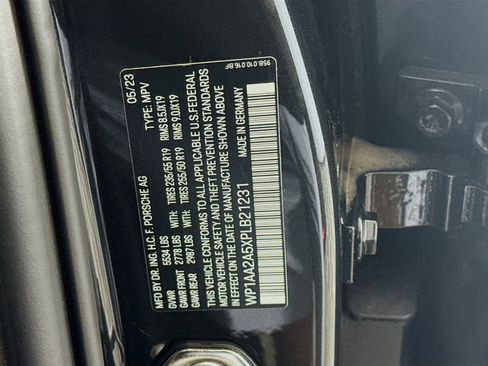 MFD BY: DR. ING. H.C. F. PORSCHE AG 05/23
GVWR 5534 LBS TYPE: MPV
GAWR FRONT 2778 LBS WITH: TIRES 235/55 R19 RIMS 8.5JX19
GAWR REAR 2987 LBS WITH: TIRES 255/50 R19 RIMS 9.0JX19
THIS VEHICLE CONFORMS TO ALL APPLICABLE U.S. FEDERAL
MOTOR VEHICLE SAFETY AND THEFT PREVENTION STANDARDS
IN EFFECT ON THE DATE OF MANUFACTURE SHOWN ABOVE
WP1AA2A5XPLB21231
MADE IN GERMANY 95B.010.016.BF